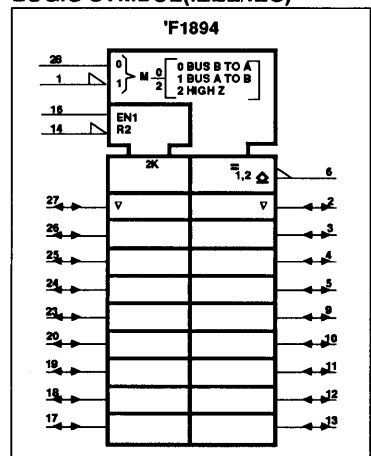 LOGIC SYMBOL(IEEE/IEC)
'F1894
28 0 0 BUS B TO A
1 1 M 0/2 1 BUS A TO B
2 HIGH Z
16 EN1
14 R2
2K = 1,2 6
27 ▽ ▽ 2
26 3
25 4
24 5
23 9
20 10
19 11
18 12
17 13